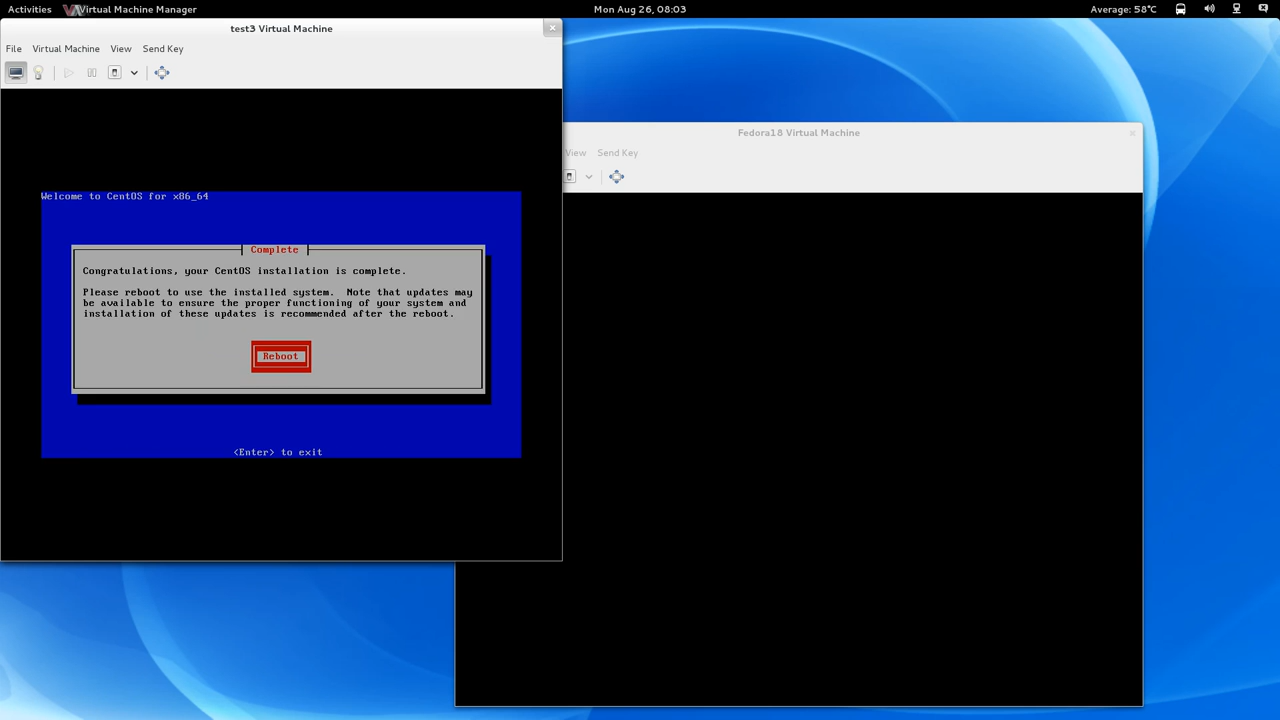 Activities Virtual Machine Manager Mon Aug 26, 08:03 Average: 58°C
test3 Virtual Machine
File Virtual Machine View Send Key
Fedora18 Virtual Machine
View Send Key
Welcome to CentOS for x86_64
Complete
Congratulations, your CentOS installation is complete.
Please reboot to use the installed system.  Note that updates may
be available to ensure the proper functioning of your system and
installation of these updates is recommended after the reboot.
Reboot
<Enter> to exit